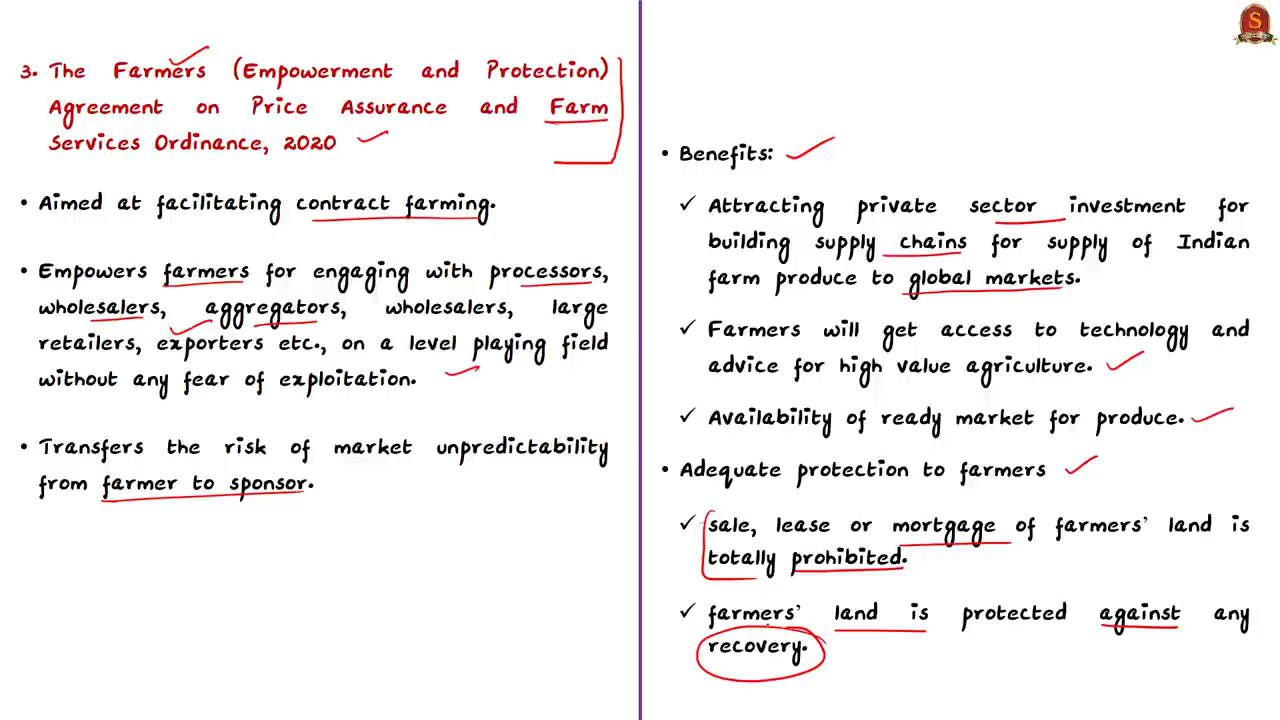 3. The Farmers (Empowerment and Protection)
Agreement on Price Assurance and Farm
Services Ordinance, 2020
• Aimed at facilitating contract farming.
• Empowers farmers for engaging with processors,
wholesalers, aggregators, wholesalers, large
retailers, exporters etc., on a level playing field
without any fear of exploitation.
• Transfers the risk of market unpredictability
from farmer to sponsor.
• Benefits:
✓ Attracting private sector investment for
building supply chains for supply of Indian
farm produce to global markets.
✓ Farmers will get access to technology and
advice for high value agriculture.
✓ Availability of ready market for produce.
• Adequate protection to farmers
✓ sale, lease or mortgage of farmers' land is
totally prohibited.
✓ farmers' land is protected against any
recovery.
S